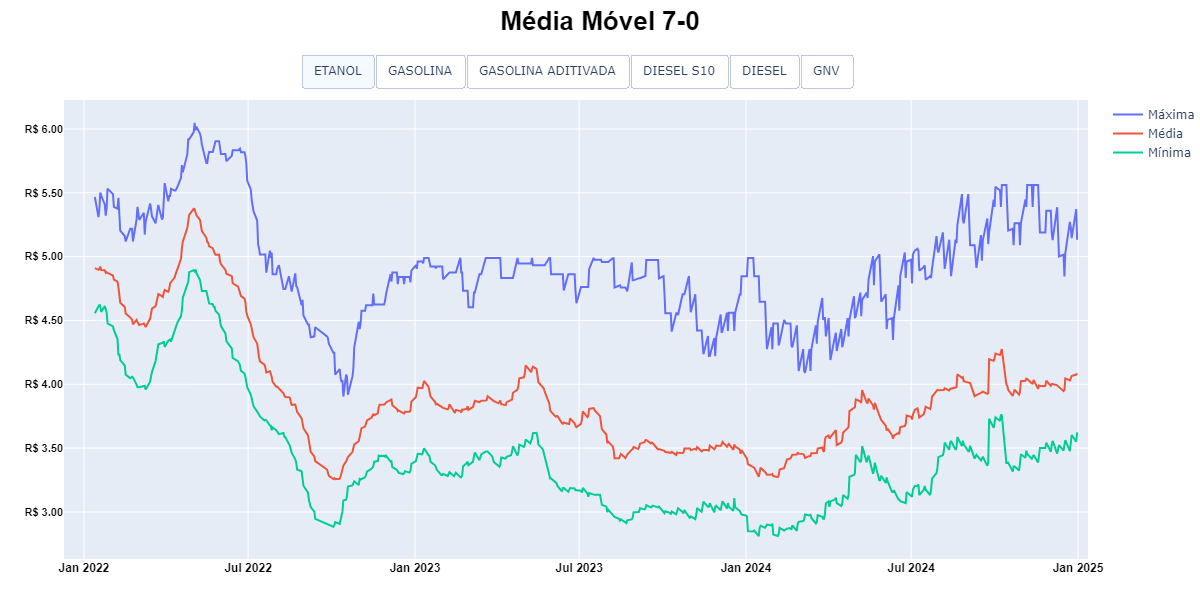 Média Móvel 7-0
ETANOL GASOLINA GASOLINA ADITIVADA DIESEL S10 DIESEL GNV
Máxima
Média
Mínima
R$ 6.00
R$ 5.50
R$ 5.00
R$ 4.50
R$ 4.00
R$ 3.50
R$ 3.00
Jan 2022 Jul 2022 Jan 2023 Jul 2023 Jan 2024 Jul 2024 Jan 2025